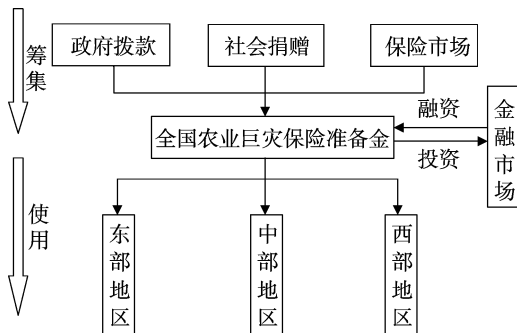 筹集
政府拨款
社会捐赠
保险市场
融资
全国农业巨灾保险准备金
投资
金融市场
使用
东部地区
中部地区
西部地区